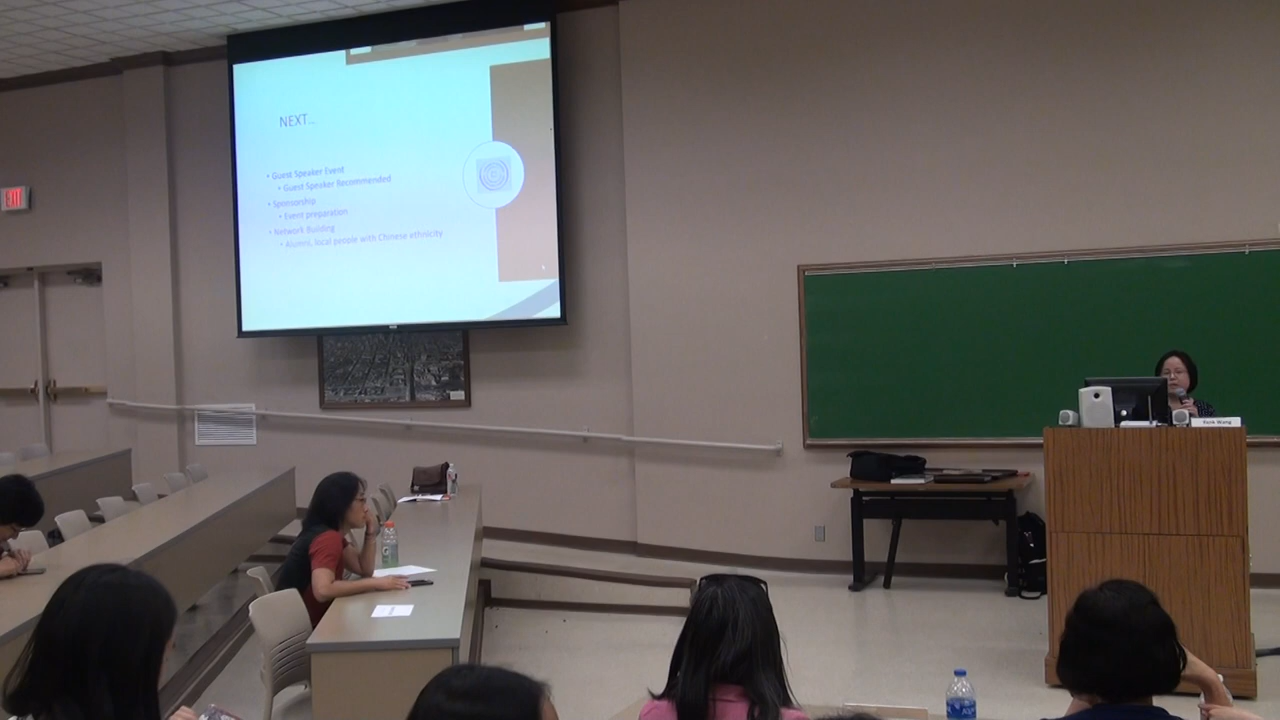 NEXT...
• Guest Speaker Event
• Guest Speaker Recommended
• Sponsorship
• Event preparation
• Network Building
• Alumni, local people with Chinese ethnicity
EXIT
Wang